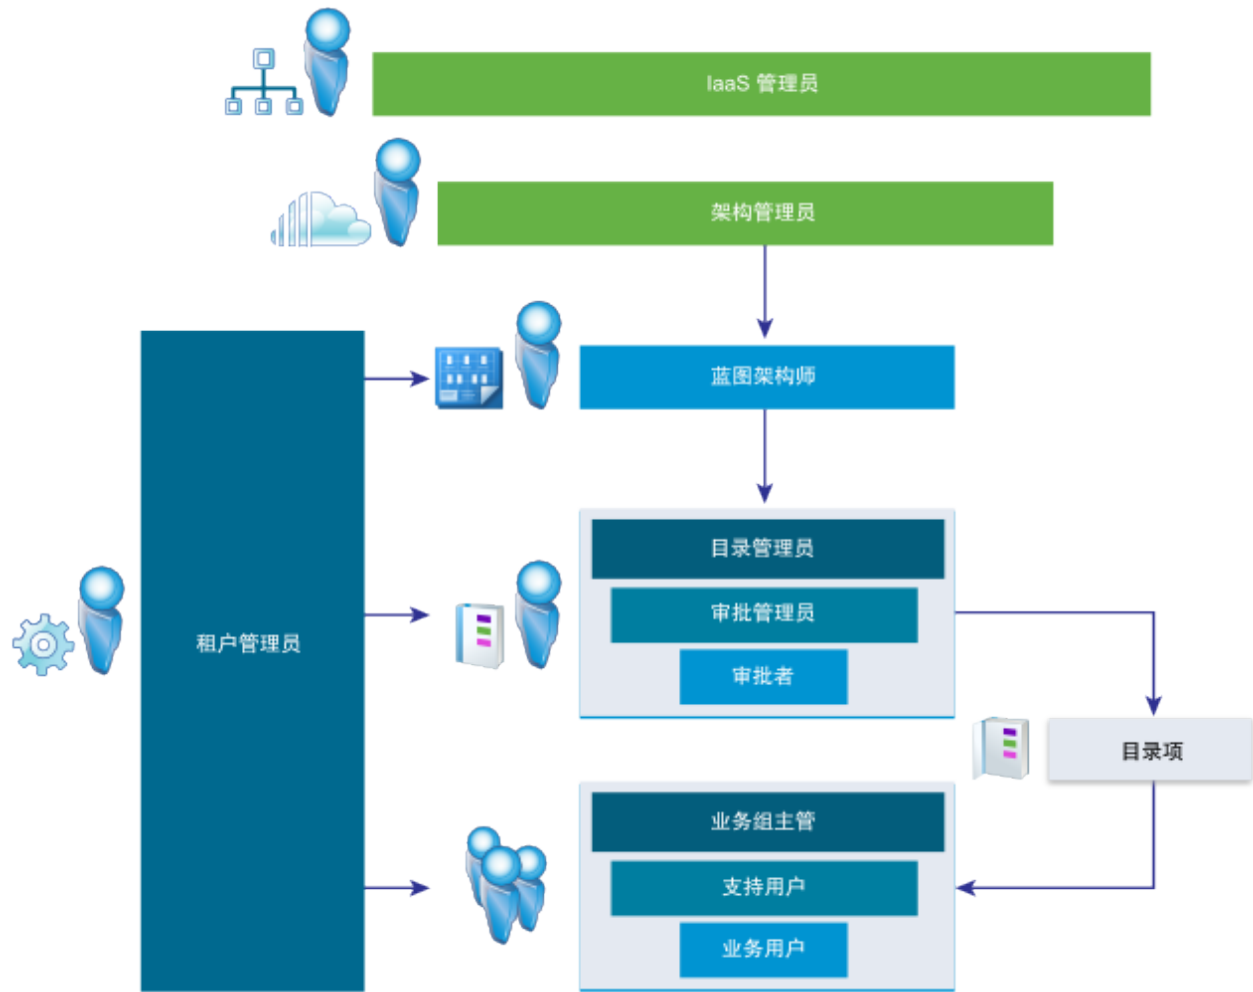 IaaS 管理员
架构管理员
蓝图架构师
目录管理员
审批管理员
审批者
租户管理员
目录项
业务组主管
支持用户
业务用户